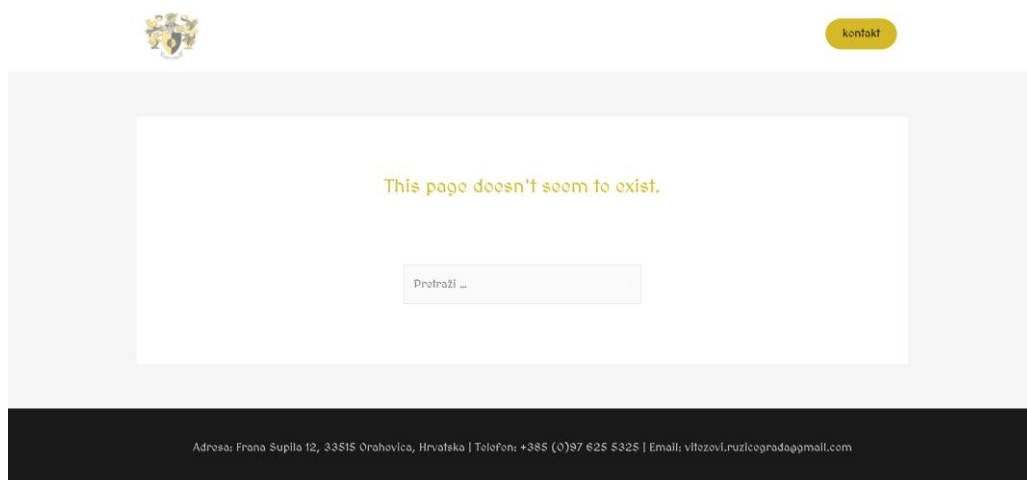 kontakt
This page doesn't seem to exist.
Pretraži ...
Adresa: Frana Supila 12, 33515 Orahovica, Hrvatska | Telefon: +385 (0)97 625 5325 | Email: vitezovi.ruzicegrada@gmail.com